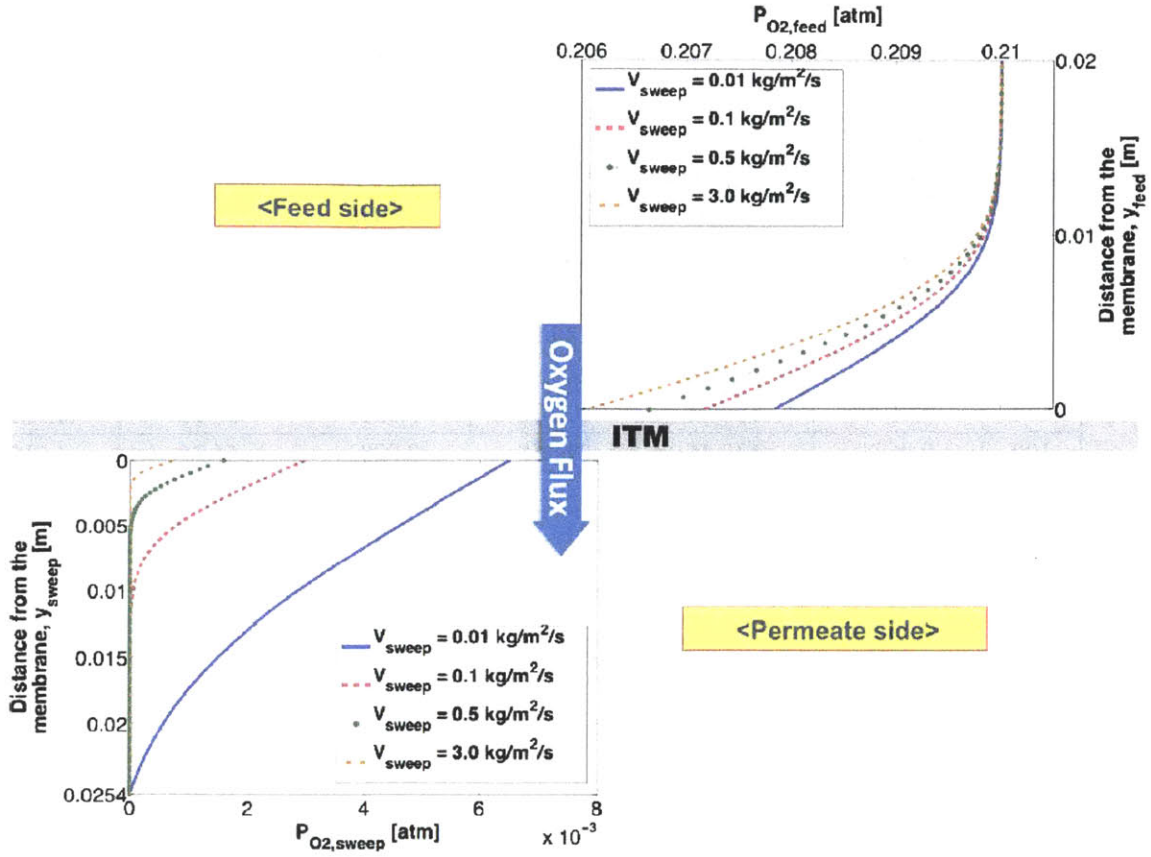 P_O2,feed [atm]
0.206 0.207 0.208 0.209 0.21
V_sweep = 0.01 kg/m²/s
V_sweep = 0.1 kg/m²/s
V_sweep = 0.5 kg/m²/s
V_sweep = 3.0 kg/m²/s
0.02
0.01
0
Distance from the
membrane, y_feed [m]
<Feed side>
Oxygen Flux
ITM
0
0.005
0.01
0.015
0.02
0.0254
Distance from the
membrane, y_sweep [m]
V_sweep = 0.01 kg/m²/s
V_sweep = 0.1 kg/m²/s
V_sweep = 0.5 kg/m²/s
V_sweep = 3.0 kg/m²/s
0 2 4 6 8
P_O2,sweep [atm]
x 10⁻³
<Permeate side>